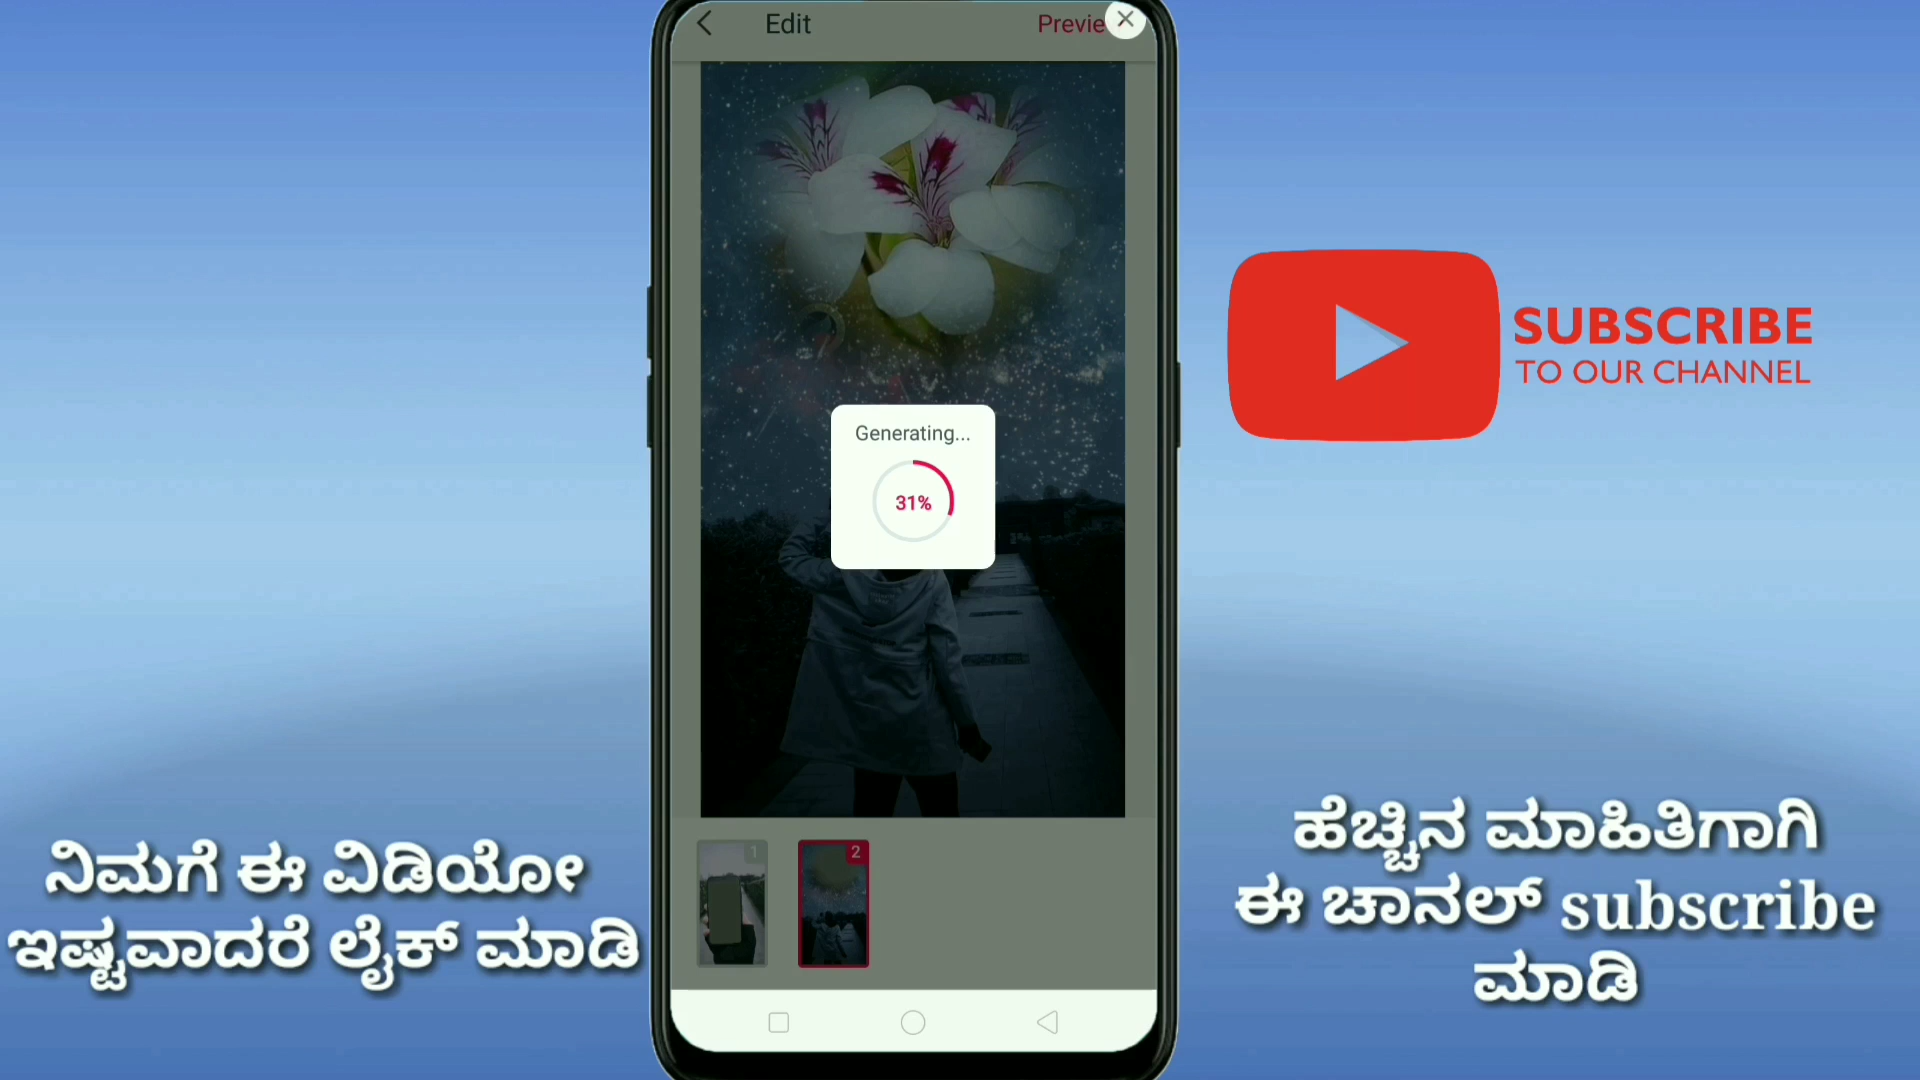 Edit
Previe
Generating...
31%
1
2
SUBSCRIBE
TO OUR CHANNEL
ನಿಮಗೆ ಈ ವಿಡಿಯೋ
ಇಷ್ಟವಾದರೆ ಲೈಕ್ ಮಾಡಿ
ಹೆಚ್ಚಿನ ಮಾಹಿತಿಗಾಗಿ
ಈ ಚಾನಲ್ subscribe
ಮಾಡಿ